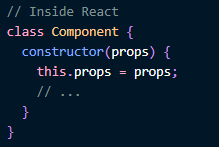 // Inside React
class Component {
  constructor(props) {
    this.props = props;
    // ...
  }
}